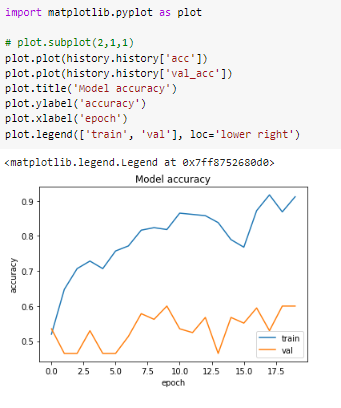 import matplotlib.pyplot as plot
# plot.subplot(2,1,1)
plot.plot(history.history['acc'])
plot.plot(history.history['val_acc'])
plot.title('Model accuracy')
plot.ylabel('accuracy')
plot.xlabel('epoch')
plot.legend(['train', 'val'], loc='lower right')
<matplotlib.legend.Legend at 0x7ff8752680d0>
Model accuracy
0.9
0.8
0.7
0.6
0.5
accuracy
train
val
0.0 2.5 5.0 7.5 10.0 12.5 15.0 17.5
epoch